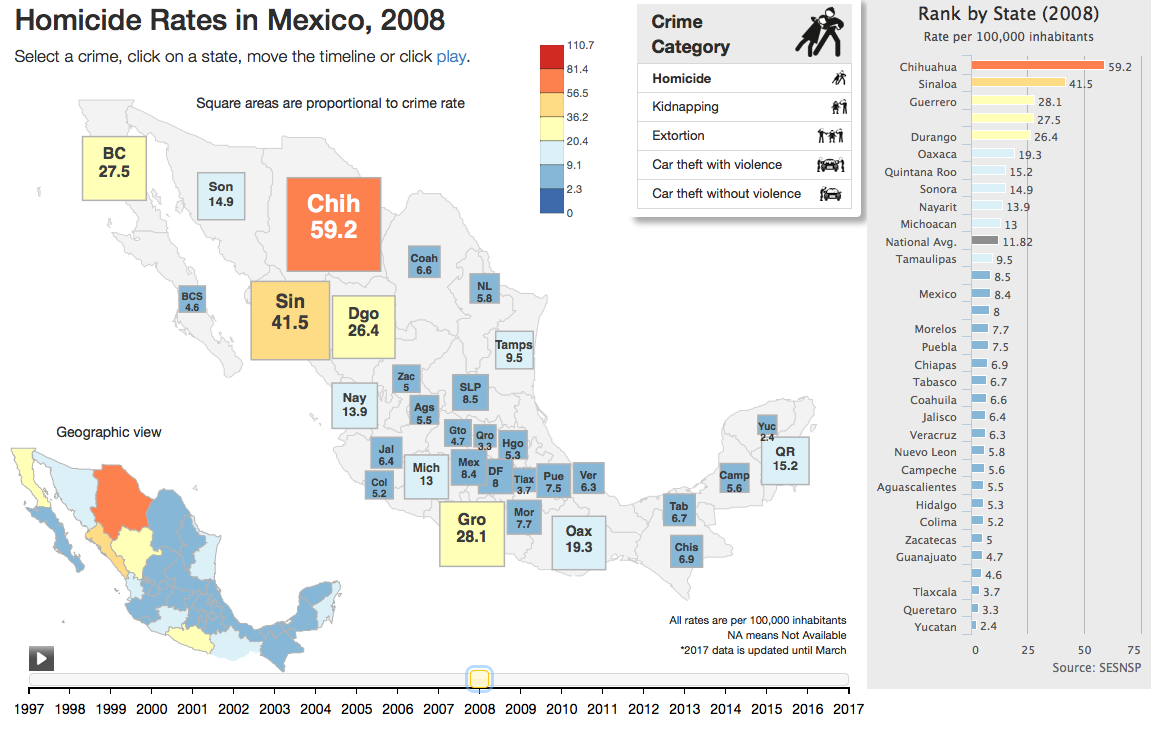 Homicide Rates in Mexico, 2008
Select a crime, click on a state, move the timeline or click play.
Square areas are proportional to crime rate
110.7
81.4
56.5
36.2
20.4
9.1
2.3
0
Crime
Category
Homicide
Kidnapping
Extortion
Car theft with violence
Car theft without violence
BC
27.5
Son
14.9
Chih
59.2
Coah
6.6
NL
5.8
BCS
4.6
Sin
41.5
Dgo
26.4
Tamps
9.5
Zac
5
SLP
8.5
Nay
13.9
Ags
5.5
Gto
4.7
Qro
3.3
Hgo
5.3
Jal
6.4
Mich
13
Mex
8.4
DF
8
Tlax
3.7
Pue
7.5
Ver
6.3
Col
5.2
Gro
28.1
Mor
7.7
Oax
19.3
Yuc
2.4
QR
15.2
Camp
5.6
Tab
6.7
Chis
6.9
Geographic view
All rates are per 100,000 inhabitants
NA means Not Available
*2017 data is updated until March
1997 1998 1999 2000 2001 2002 2003 2004 2005 2006 2007 2008 2009 2010 2011 2012 2013 2014 2015 2016 2017
Rank by State (2008)
Rate per 100,000 inhabitants
Chihuahua 59.2
Sinaloa 41.5
Guerrero 28.1
27.5
Durango 26.4
Oaxaca 19.3
Quintana Roo 15.2
Sonora 14.9
Nayarit 13.9
Michoacan 13
National Avg. 11.82
Tamaulipas 9.5
8.5
Mexico 8.4
8
Morelos 7.7
Puebla 7.5
Chiapas 6.9
Tabasco 6.7
Coahuila 6.6
Jalisco 6.4
Veracruz 6.3
Nuevo Leon 5.8
Campeche 5.6
Aguascalientes 5.5
Hidalgo 5.3
Colima 5.2
Zacatecas 5
Guanajuato 4.7
4.6
Tlaxcala 3.7
Queretaro 3.3
Yucatan 2.4
0 25 50 75
Source: SESNSP